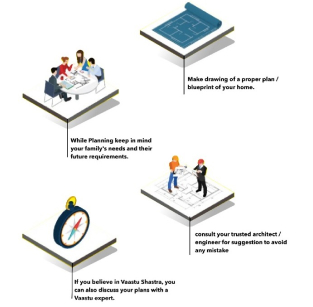 Make drawing of a proper plan /
blueprint of your home.
While Planning keep in mind
your family's needs and their
future requirements.
consult your trusted architect /
engineer for suggestion to avoid
any mistake
If you believe in Vaastu Shastra, you
can also discuss your plans with a
Vaastu expert.